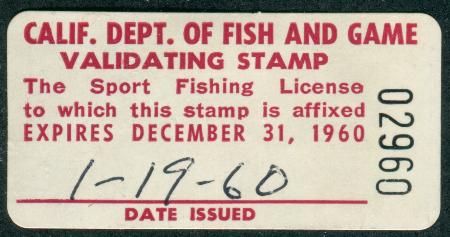 CALIF. DEPT. OF FISH AND GAME
VALIDATING STAMP
The Sport Fishing License
to which this stamp is affixed
EXPIRES DECEMBER 31, 1960
1-19-60
DATE ISSUED
02960